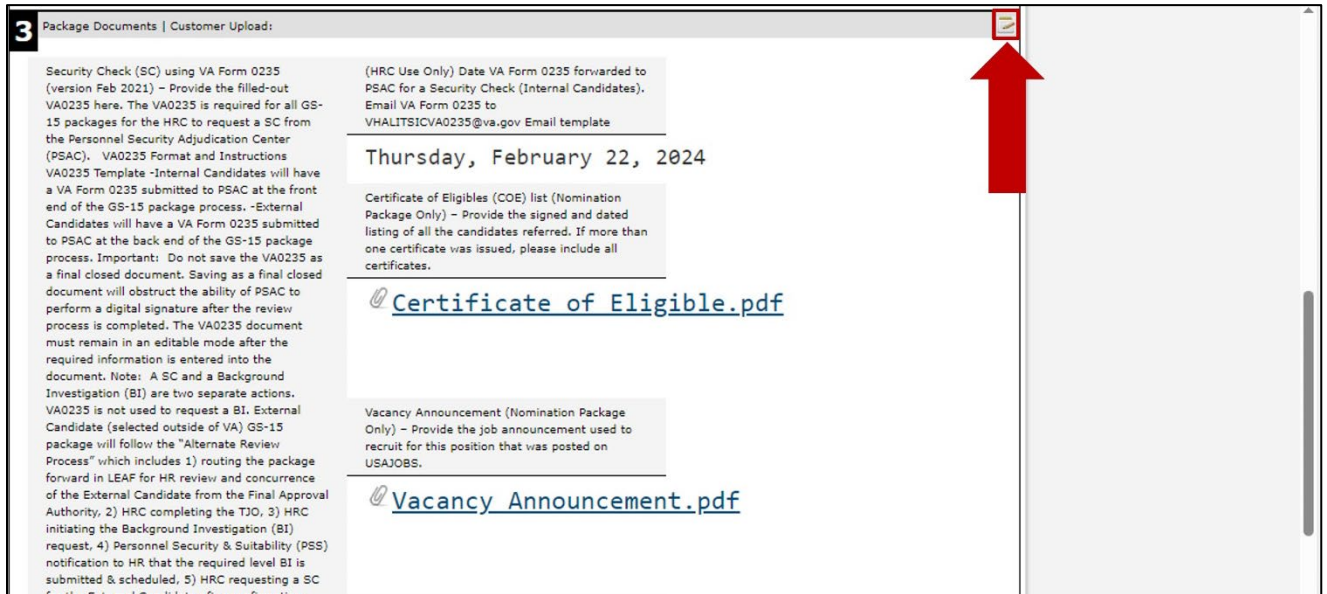 3
Package Documents | Customer Upload:
Security Check (SC) using VA Form 0235
(version Feb 2021) – Provide the filled-out
VA0235 here. The VA0235 is required for all GS-
15 packages for the HRC to request a SC from
the Personnel Security Adjudication Center
(PSAC).   VA0235 Format and Instructions
VA0235 Template -Internal Candidates will have
a VA Form 0235 submitted to PSAC at the front
end of the GS-15 package process. -External
Candidates will have a VA Form 0235 submitted
to PSAC at the back end of the GS-15 package
process. Important:  Do not save the VA0235 as
a final closed document. Saving as a final closed
document will obstruct the ability of PSAC to
perform a digital signature after the review
process is completed. The VA0235 document
must remain in an editable mode after the
required information is entered into the
document. Note:  A SC and a Background
Investigation (BI) are two separate actions.
VA0235 is not used to request a BI. External
Candidate (selected outside of VA) GS-15
package will follow the "Alternate Review
Process" which includes 1) routing the package
forward in LEAF for HR review and concurrence
of the External Candidate from the Final Approval
Authority, 2) HRC completing the TJO, 3) HRC
initiating the Background Investigation (BI)
request, 4) Personnel Security & Suitability (PSS)
notification to HR that the required level BI is
submitted & scheduled, 5) HRC requesting a SC
(HRC Use Only) Date VA Form 0235 forwarded to
PSAC for a Security Check (Internal Candidates).
Email VA Form 0235 to
VHALITSICVA0235@va.gov Email template
Thursday, February 22, 2024
Certificate of Eligibles (COE) list (Nomination
Package Only) – Provide the signed and dated
listing of all the candidates referred. If more than
one certificate was issued, please include all
certificates.
Certificate of Eligible.pdf
Vacancy Announcement (Nomination Package
Only) – Provide the job announcement used to
recruit for this position that was posted on
USAJOBS.
Vacancy Announcement.pdf